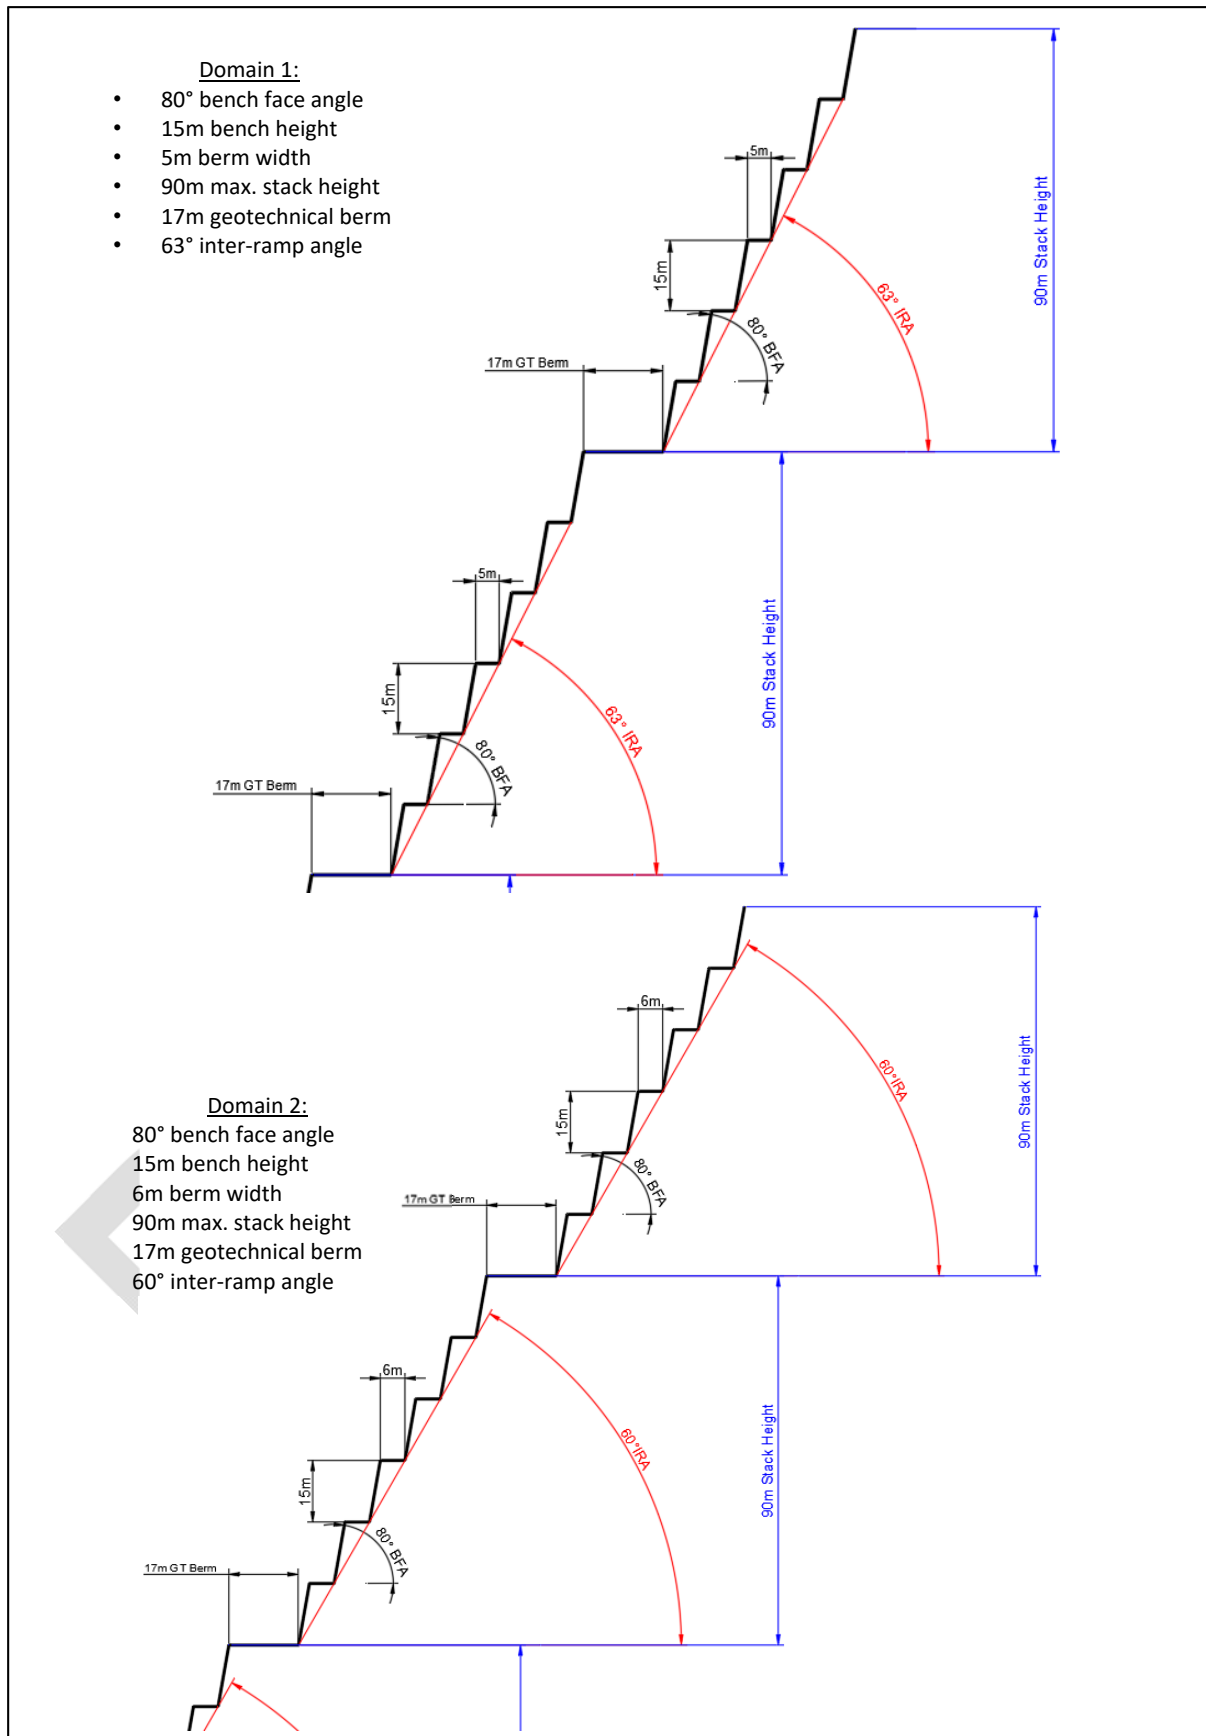 Domain 1:
• 80° bench face angle
• 15m bench height
• 5m berm width
• 90m max. stack height
• 17m geotechnical berm
• 63° inter-ramp angle
5m
15m
80° BFA
63° IRA
90m Stack Height
17m GT Berm
5m
15m
80° BFA
63° IRA
90m Stack Height
17m GT Berm
Domain 2:
80° bench face angle
15m bench height
6m berm width
90m max. stack height
17m geotechnical berm
60° inter-ramp angle
6m
15m
80° BFA
60°IRA
90m Stack Height
17m GT Berm
6m
15m
80° BFA
60°IRA
90m Stack Height
17m GT Berm